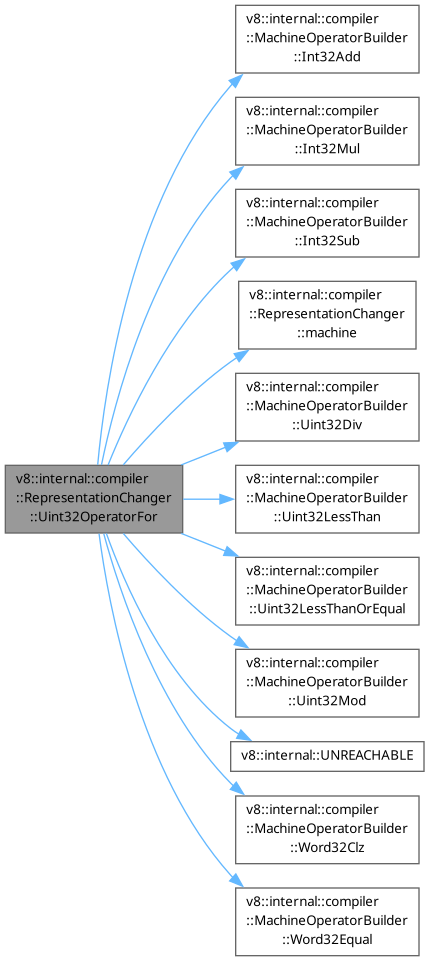 v8::internal::compiler
::MachineOperatorBuilder
::Int32Add
v8::internal::compiler
::MachineOperatorBuilder
::Int32Mul
v8::internal::compiler
::MachineOperatorBuilder
::Int32Sub
v8::internal::compiler
::RepresentationChanger
::machine
v8::internal::compiler
::MachineOperatorBuilder
::Uint32Div
v8::internal::compiler
::RepresentationChanger
::Uint32OperatorFor
v8::internal::compiler
::MachineOperatorBuilder
::Uint32LessThan
v8::internal::compiler
::MachineOperatorBuilder
::Uint32LessThanOrEqual
v8::internal::compiler
::MachineOperatorBuilder
::Uint32Mod
v8::internal::UNREACHABLE
v8::internal::compiler
::MachineOperatorBuilder
::Word32Clz
v8::internal::compiler
::MachineOperatorBuilder
::Word32Equal